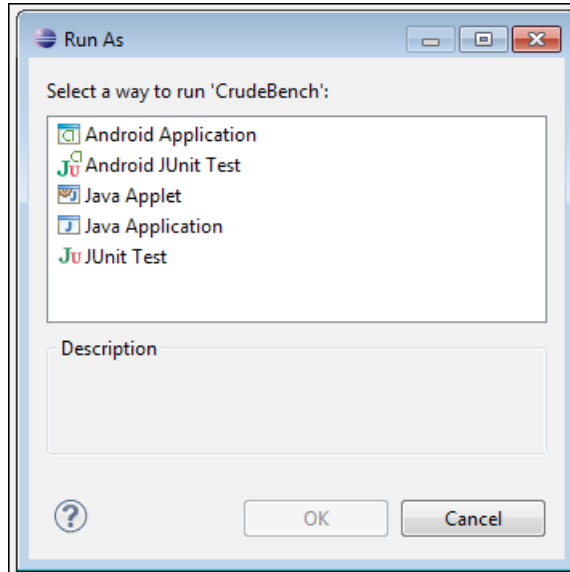 Run As
Select a way to run 'CrudeBench':
Android Application
Android JUnit Test
Java Applet
Java Application
JUnit Test
Description
OK
Cancel